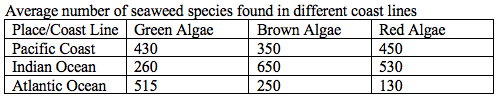 Average number of seaweed species found in different coast lines
Place/Coast Line Green Algae Brown Algae Red Algae
Pacific Coast 430 350 450
Indian Ocean 260 650 530
Atlantic Ocean 515 250 130